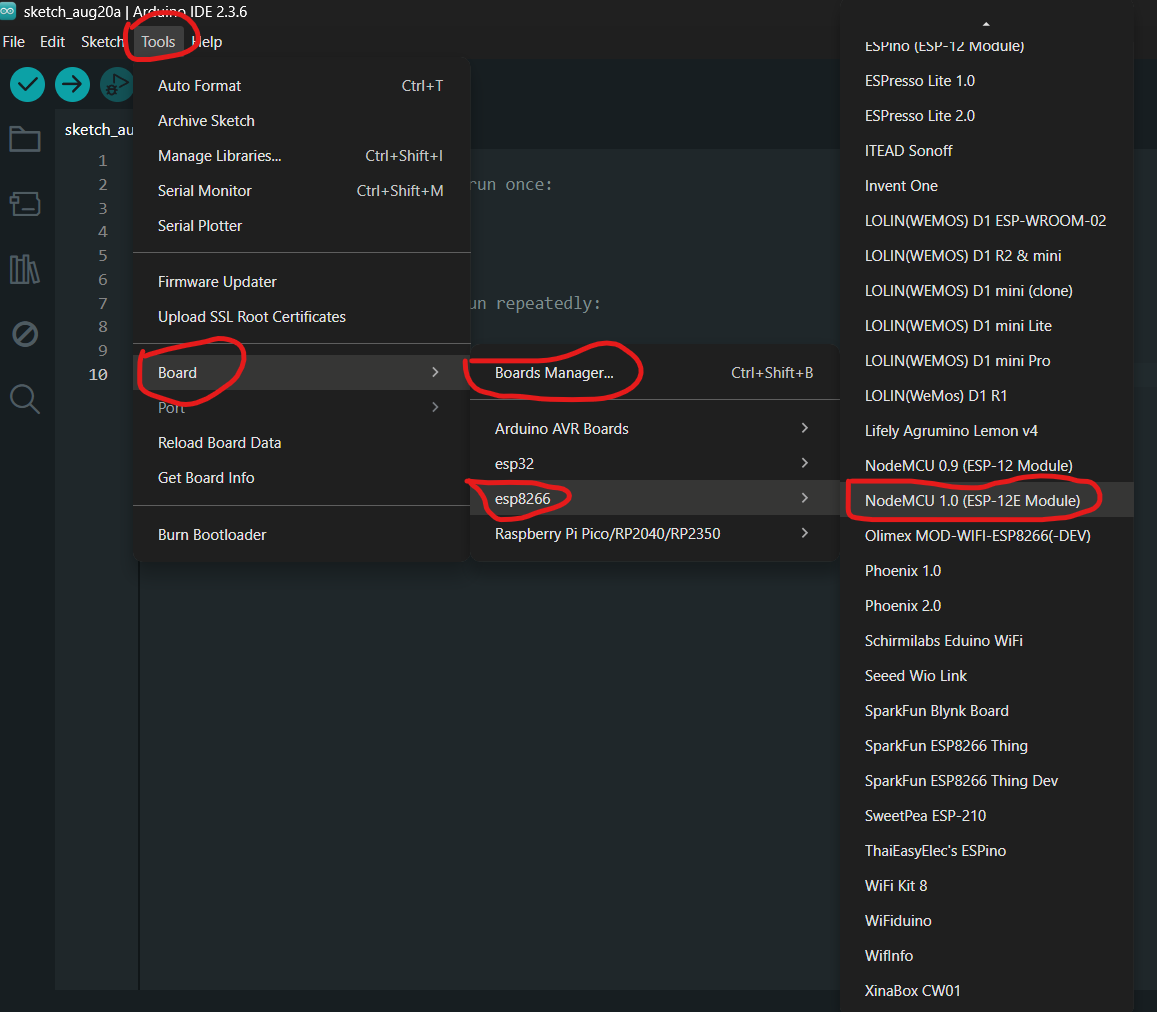 sketch_aug20a | Arduino IDE 2.3.6
File Edit Sketch Tools Help
sketch_au
1
2
3
4
5
6
7
8
9
10
run once:
un repeatedly:
Auto Format Ctrl+T
Archive Sketch
Manage Libraries... Ctrl+Shift+I
Serial Monitor Ctrl+Shift+M
Serial Plotter
Firmware Updater
Upload SSL Root Certificates
Board
Port
Reload Board Data
Get Board Info
Burn Bootloader
Boards Manager... Ctrl+Shift+B
Arduino AVR Boards
esp32
esp8266
Raspberry Pi Pico/RP2040/RP2350
ESPino (ESP-12 Module)
ESPresso Lite 1.0
ESPresso Lite 2.0
ITEAD Sonoff
Invent One
LOLIN(WEMOS) D1 ESP-WROOM-02
LOLIN(WEMOS) D1 R2 & mini
LOLIN(WEMOS) D1 mini (clone)
LOLIN(WEMOS) D1 mini Lite
LOLIN(WEMOS) D1 mini Pro
LOLIN(WeMos) D1 R1
Lifely Agrumino Lemon v4
NodeMCU 0.9 (ESP-12 Module)
NodeMCU 1.0 (ESP-12E Module)
Olimex MOD-WIFI-ESP8266(-DEV)
Phoenix 1.0
Phoenix 2.0
Schirmilabs Eduino WiFi
Seeed Wio Link
SparkFun Blynk Board
SparkFun ESP8266 Thing
SparkFun ESP8266 Thing Dev
SweetPea ESP-210
ThaiEasyElec's ESPino
WiFi Kit 8
WiFiduino
WifInfo
XinaBox CW01